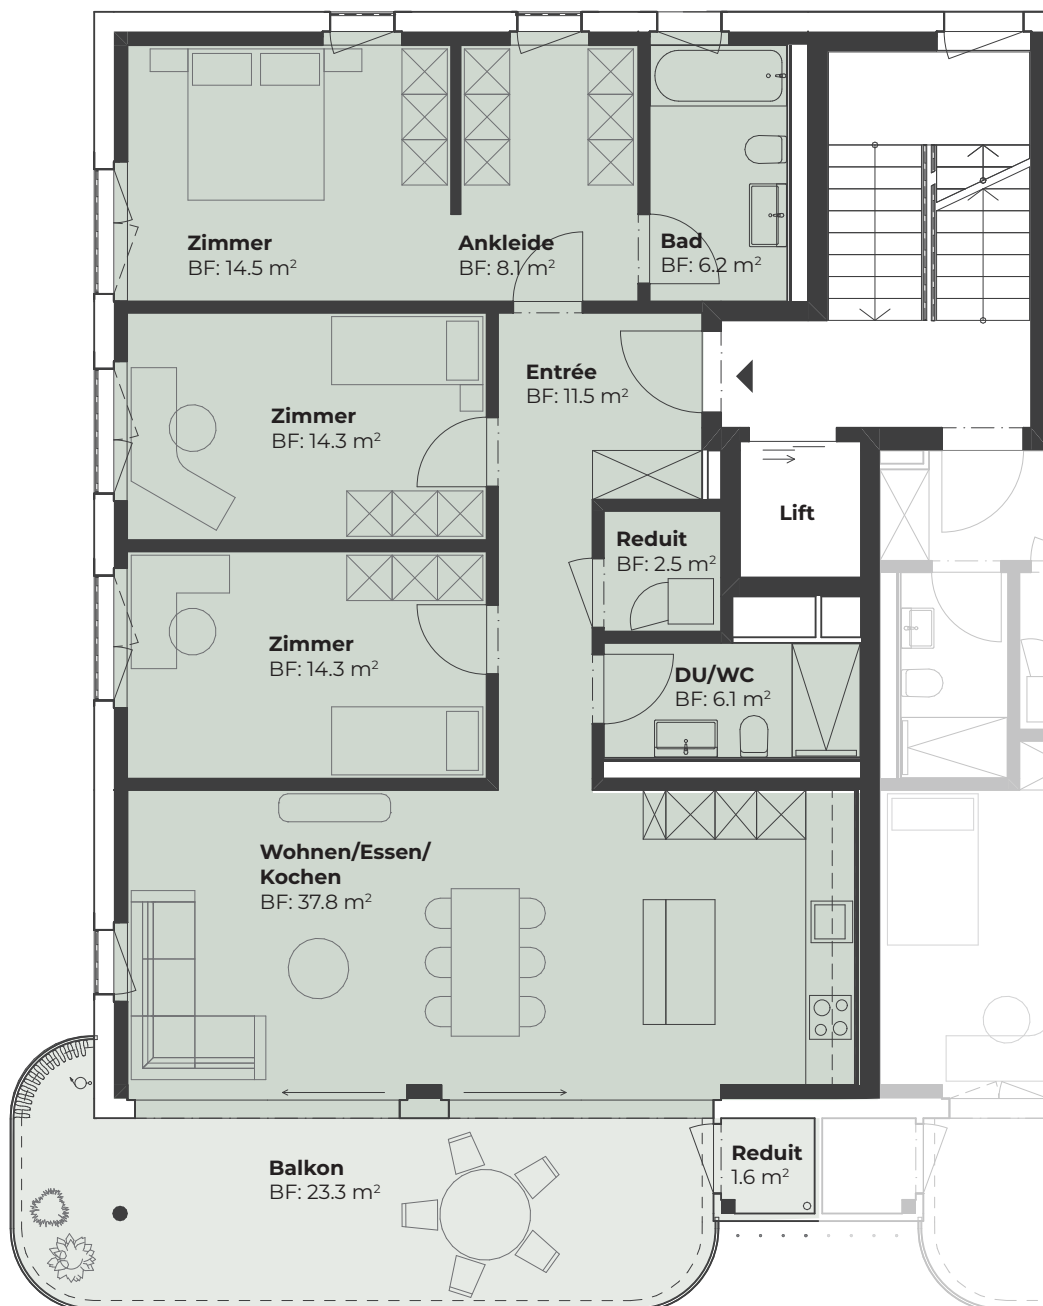 Zimmer
BF: 14.5 m²
Ankleide
BF: 8.1 m²
Bad
BF: 6.2 m²
Entrée
BF: 11.5 m²
Zimmer
BF: 14.3 m²
Lift
Reduit
BF: 2.5 m²
Zimmer
BF: 14.3 m²
DU/WC
BF: 6.1 m²
Wohnen/Essen/
Kochen
BF: 37.8 m²
Balkon
BF: 23.3 m²
Reduit
1.6 m²